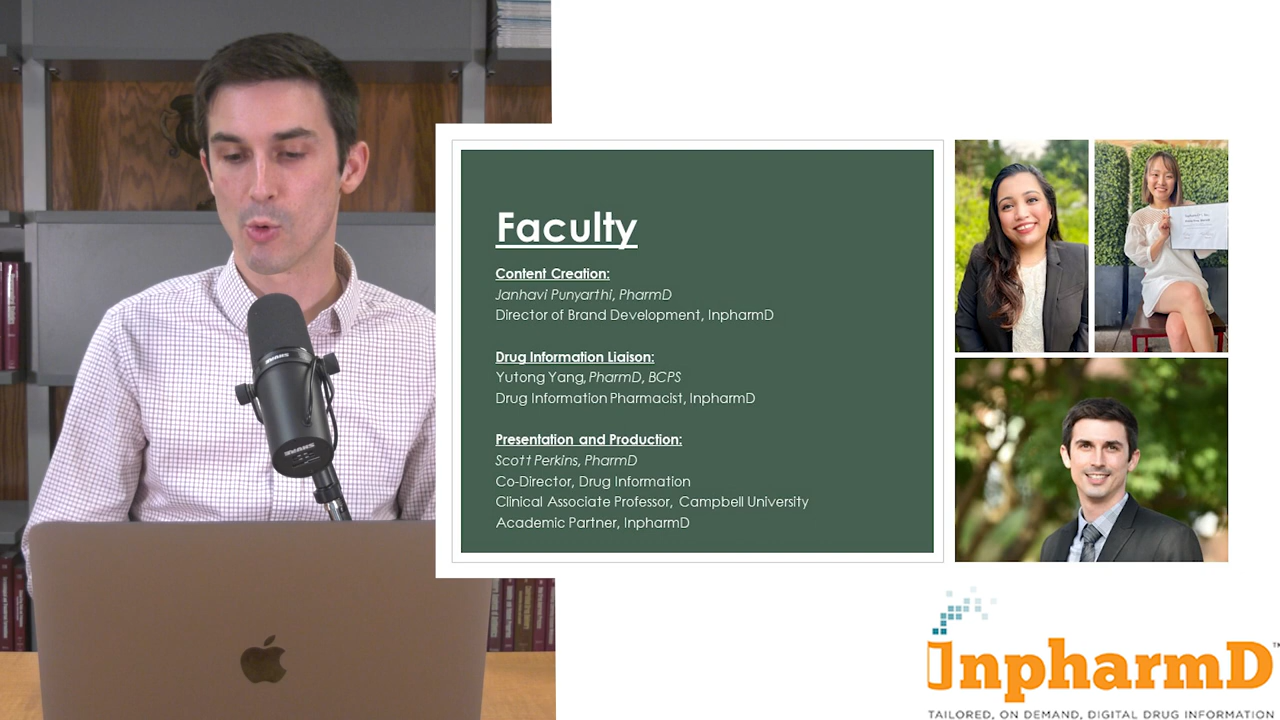 Faculty
Content Creation:
Janhavi Punyarthi, PharmD
Director of Brand Development, InpharmD
Drug Information Liaison:
Yutong Yang, PharmD, BCPS
Drug Information Pharmacist, InpharmD
Presentation and Production:
Scott Perkins, PharmD
Co-Director, Drug Information
Clinical Associate Professor, Campbell University
Academic Partner, InpharmD
SHURE
InpharmD™
TAILORED, ON DEMAND, DIGITAL DRUG INFORMATION